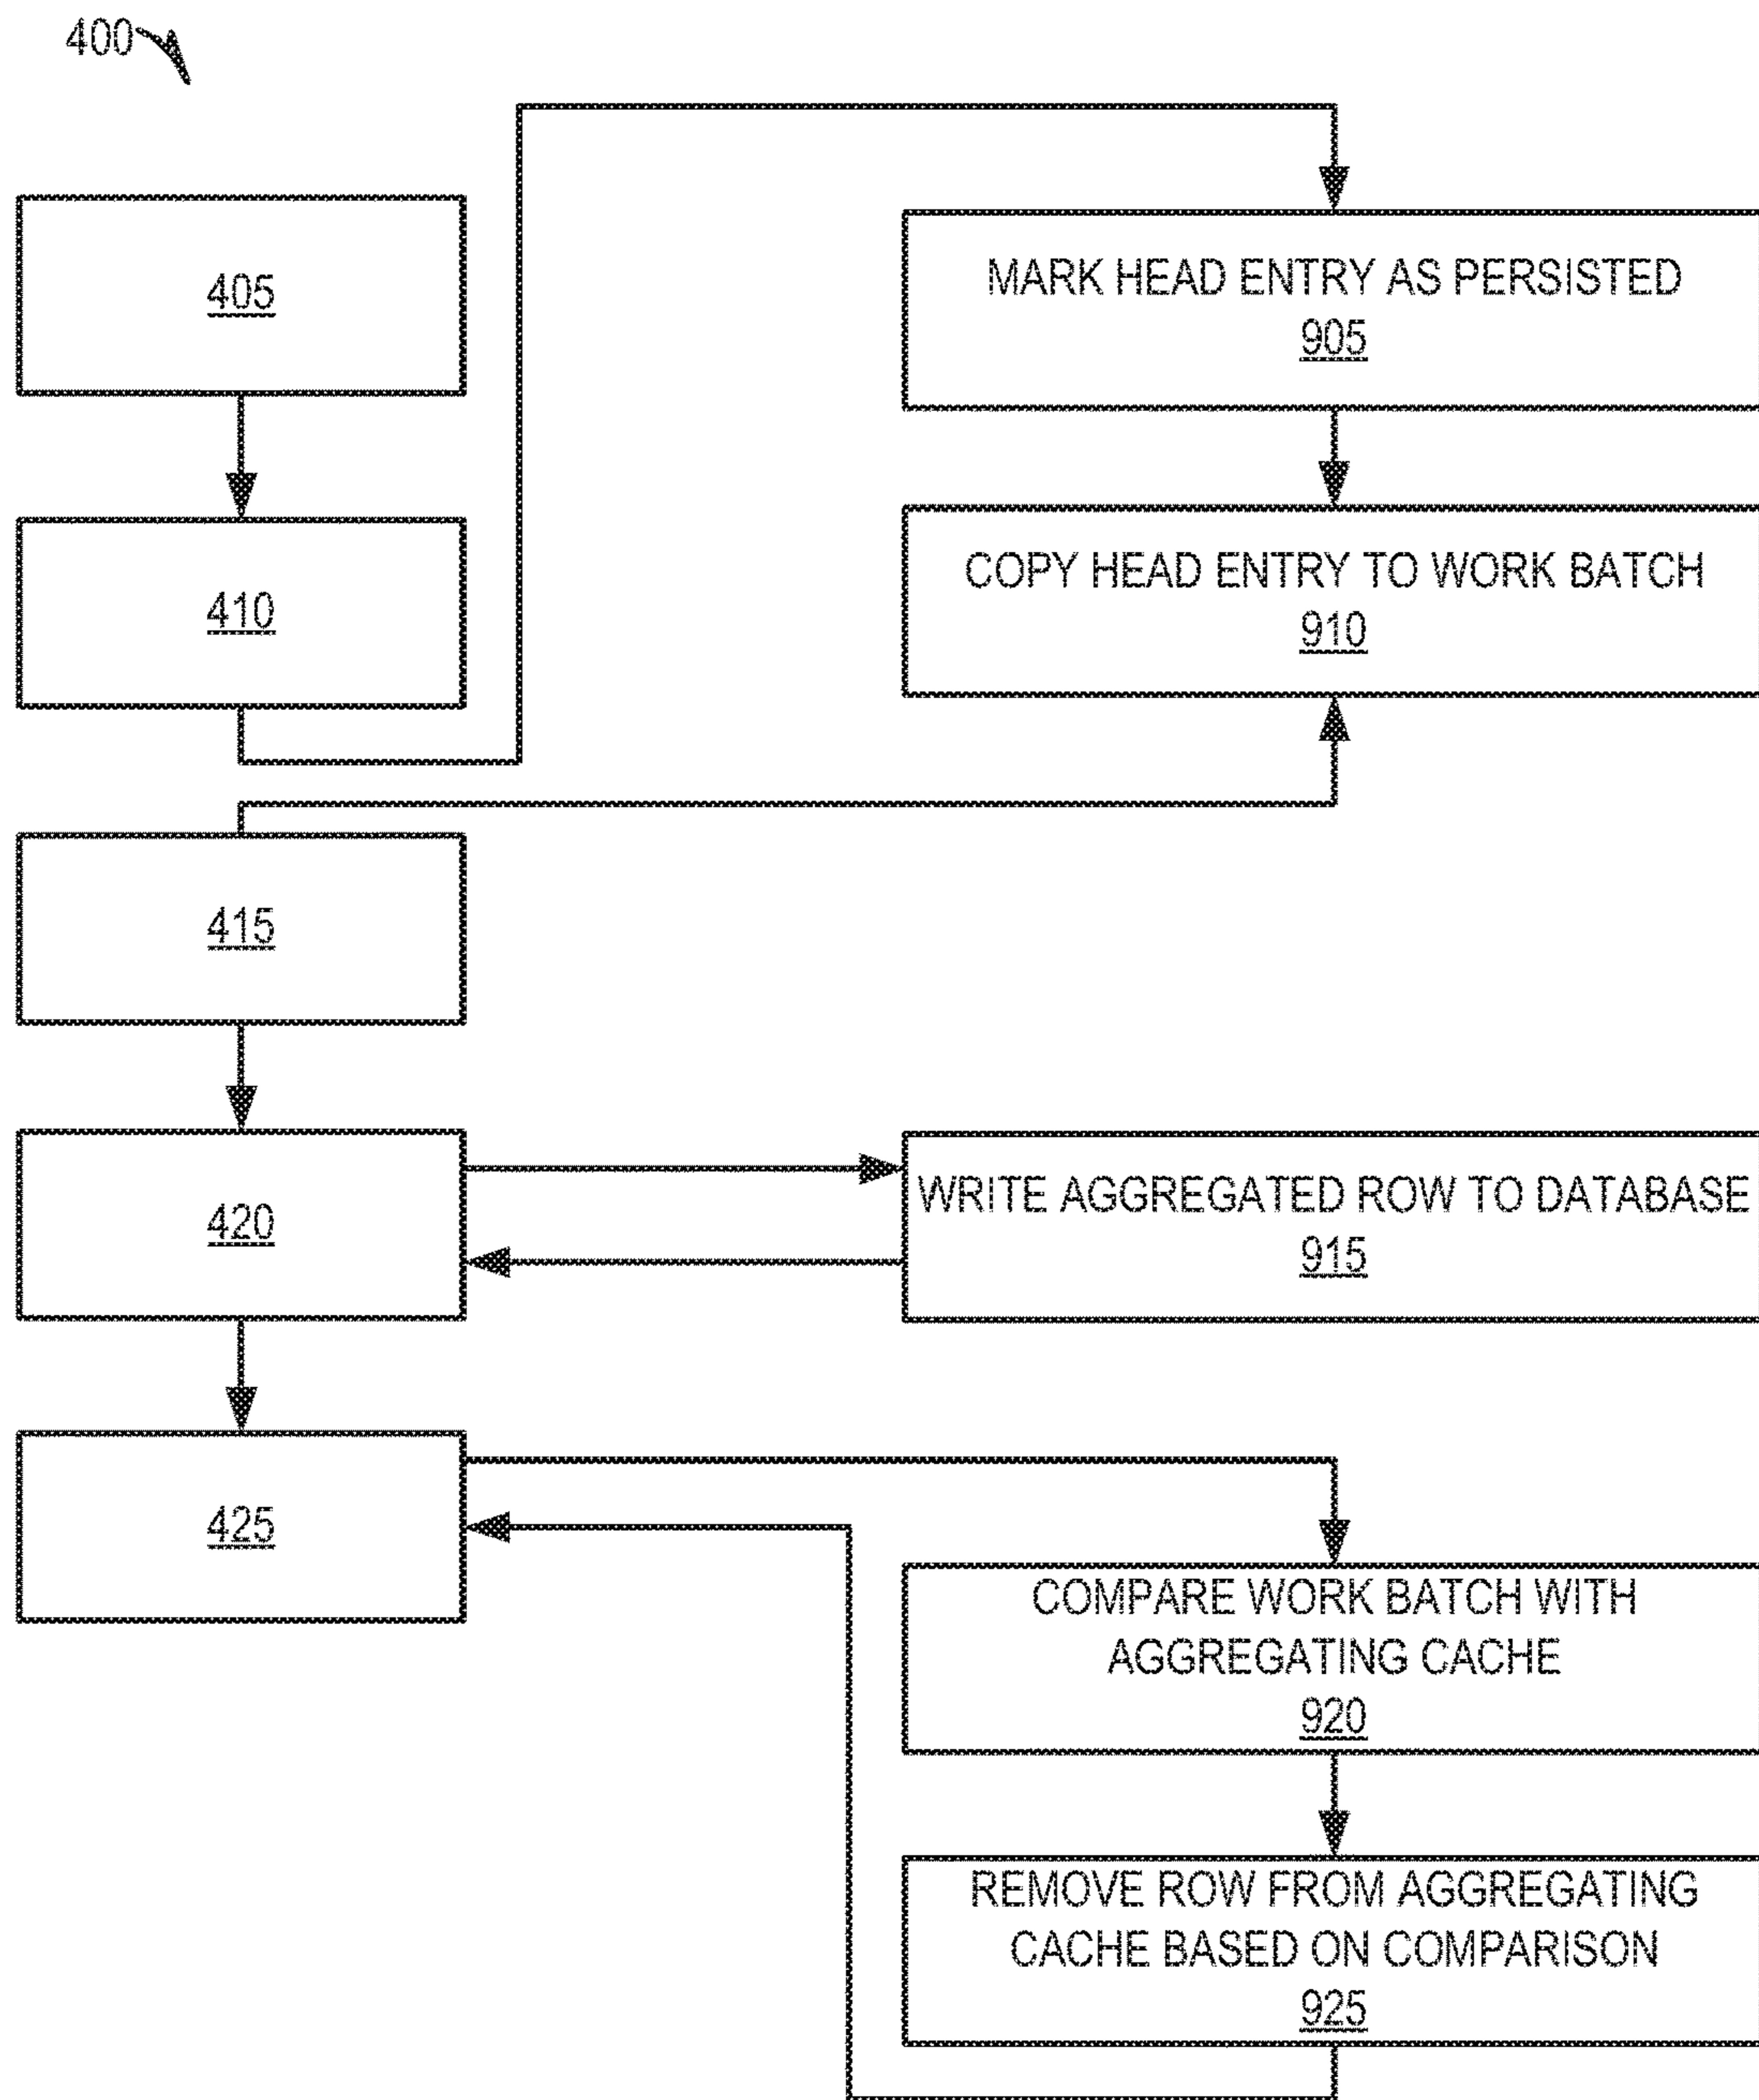 400
405
410
415
420
425
MARK HEAD ENTRY AS PERSISTED
905
COPY HEAD ENTRY TO WORK BATCH
910
WRITE AGGREGATED ROW TO DATABASE
915
COMPARE WORK BATCH WITH
AGGREGATING CACHE
920
REMOVE ROW FROM AGGREGATING
CACHE BASED ON COMPARISON
925